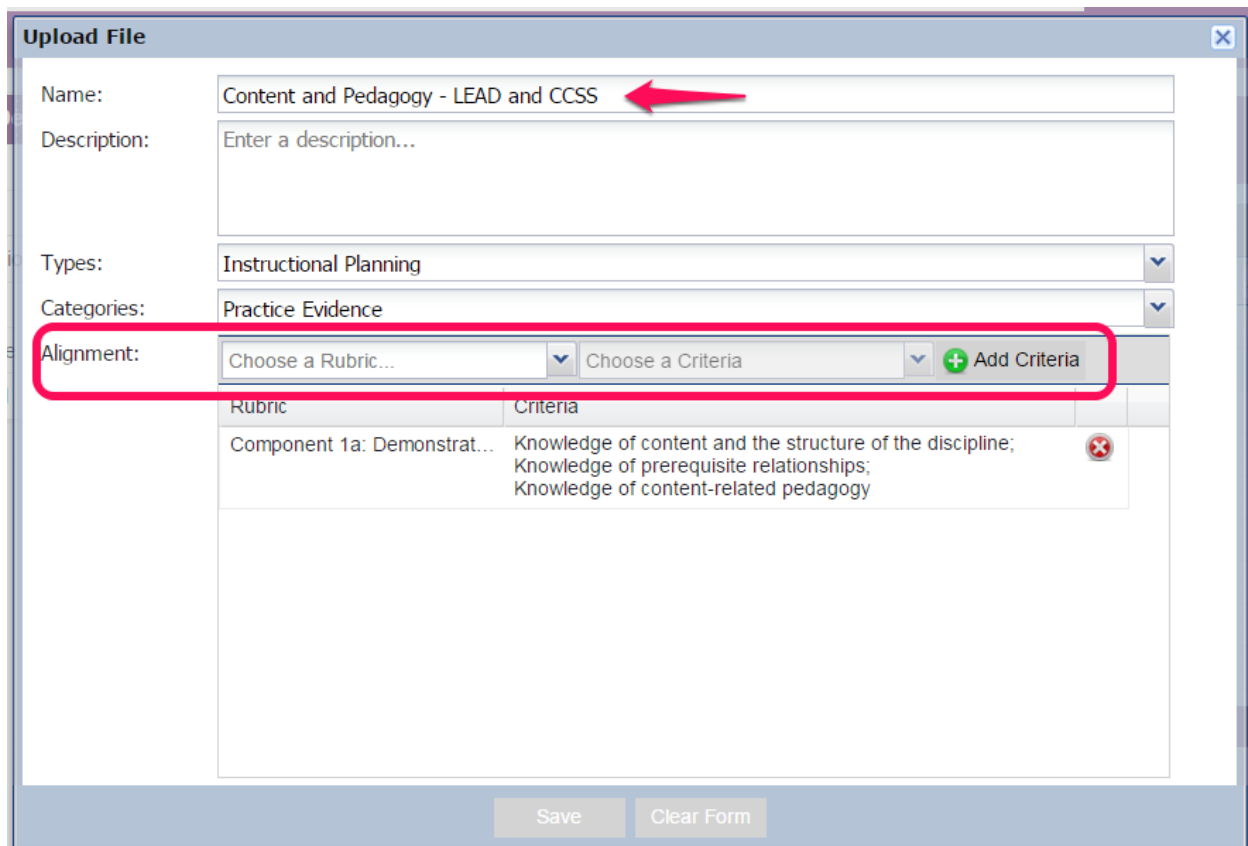 Upload File
Name:
Content and Pedagogy - LEAD and CCSS
Description:
Enter a description...
Types:
Instructional Planning
Categories:
Practice Evidence
Alignment:
Choose a Rubric...
Choose a Criteria
Add Criteria
Rubric
Criteria
Component 1a: Demonstrat...
Knowledge of content and the structure of the discipline;
Knowledge of prerequisite relationships;
Knowledge of content-related pedagogy
Save
Clear Form